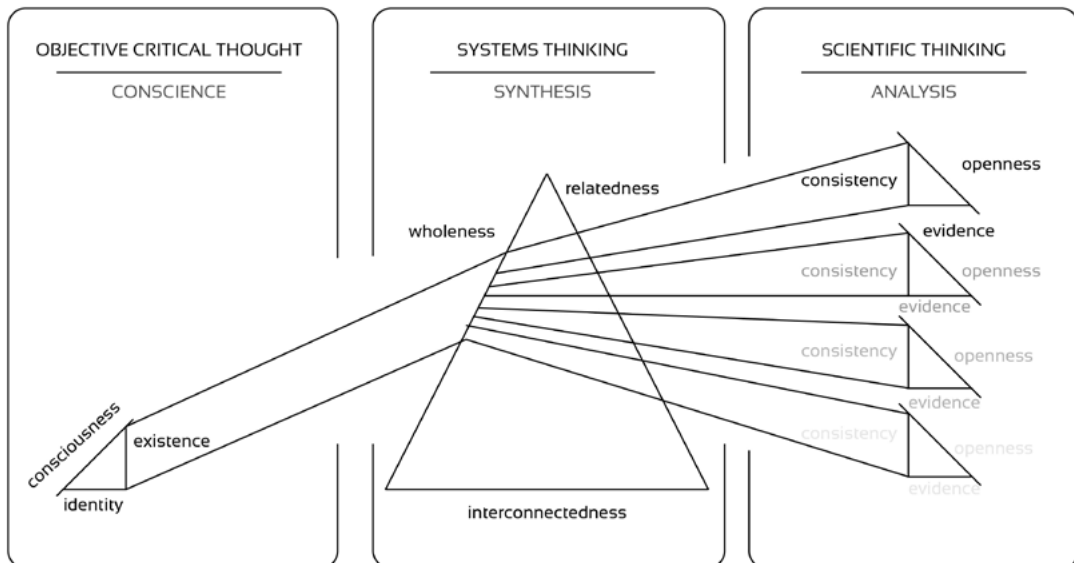 OBJECTIVE CRITICAL THOUGHT
CONSCIENCE
consciousness
existence
identity
SYSTEMS THINKING
SYNTHESIS
relatedness
wholeness
interconnectedness
SCIENTIFIC THINKING
ANALYSIS
openness
consistency
evidence
consistency
openness
evidence
consistency
openness
evidence
consistency
openness
evidence